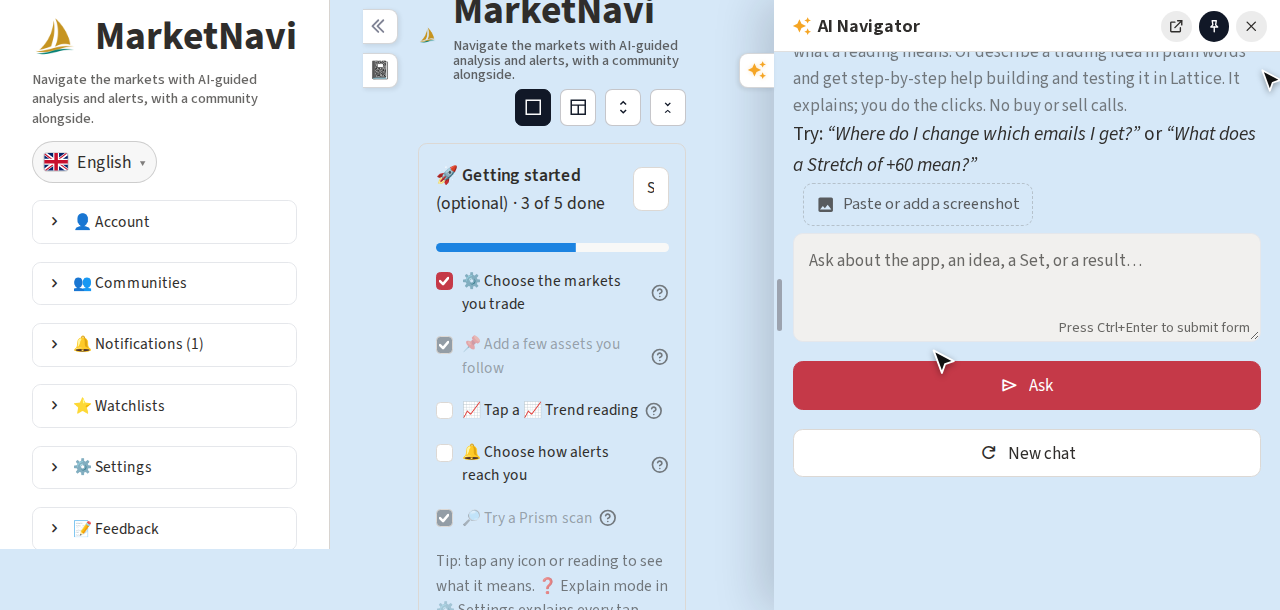 MarketNavi
Navigate the markets with AI-guided
analysis and alerts, with a community
alongside.
English
Account
Communities
Notifications (1)
Watchlists
Settings
Feedback
MarketNavi
Navigate the markets with AI-guided
analysis and alerts, with a community
alongside.
Getting started
(optional) · 3 of 5 done
S
Choose the markets
you trade
Add a few assets you
follow
Tap a 📈 Trend reading
Choose how alerts
reach you
Try a Prism scan
Tip: tap any icon or reading to see
what it means. ❓ Explain mode in
⚙️ Settings explains every tap
AI Navigator
what a reading means. Or describe a trading idea in plain words
and get step-by-step help building and testing it in Lattice. It
explains; you do the clicks. No buy or sell calls.
Try: “Where do I change which emails I get?” or “What does
a Stretch of +60 mean?”
Paste or add a screenshot
Ask about the app, an idea, a Set, or a result…
Press Ctrl+Enter to submit form
Ask
New chat